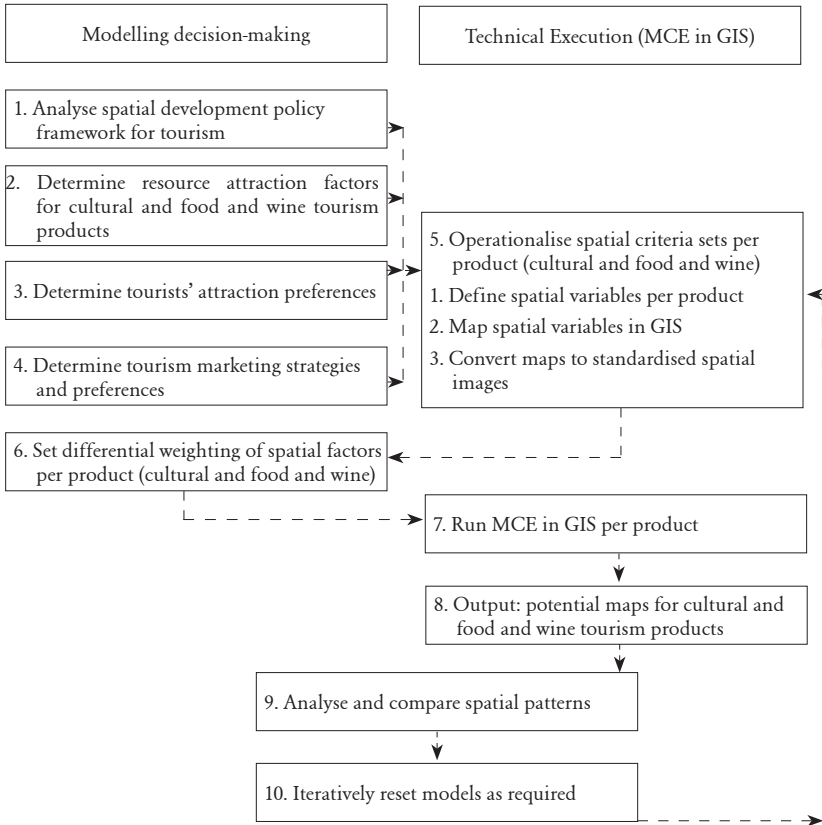 Modelling decision-making
Technical Execution (MCE in GIS)
1. Analyse spatial development policy
framework for tourism
2. Determine resource attraction factors
for cultural and food and wine tourism
products
3. Determine tourists’ attraction preferences
4. Determine tourism marketing strategies
and preferences
5. Operationalise spatial criteria sets per
product (cultural and food and wine)
1. Define spatial variables per product
2. Map spatial variables in GIS
3. Convert maps to standardised spatial
images
6. Set differential weighting of spatial factors
per product (cultural and food and wine)
7. Run MCE in GIS per product
8. Output: potential maps for cultural and
food and wine tourism products
9. Analyse and compare spatial patterns
10. Iteratively reset models as required